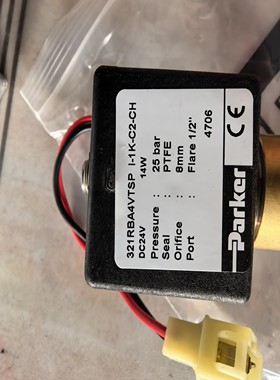 321RBA4VTSP I-1K-C2-CH
DC24V 14W
Pressure : 25 bar
Seal : PTFE
Orifice : 8mm
Port : Flare 1/2"
4706
Parker
CE